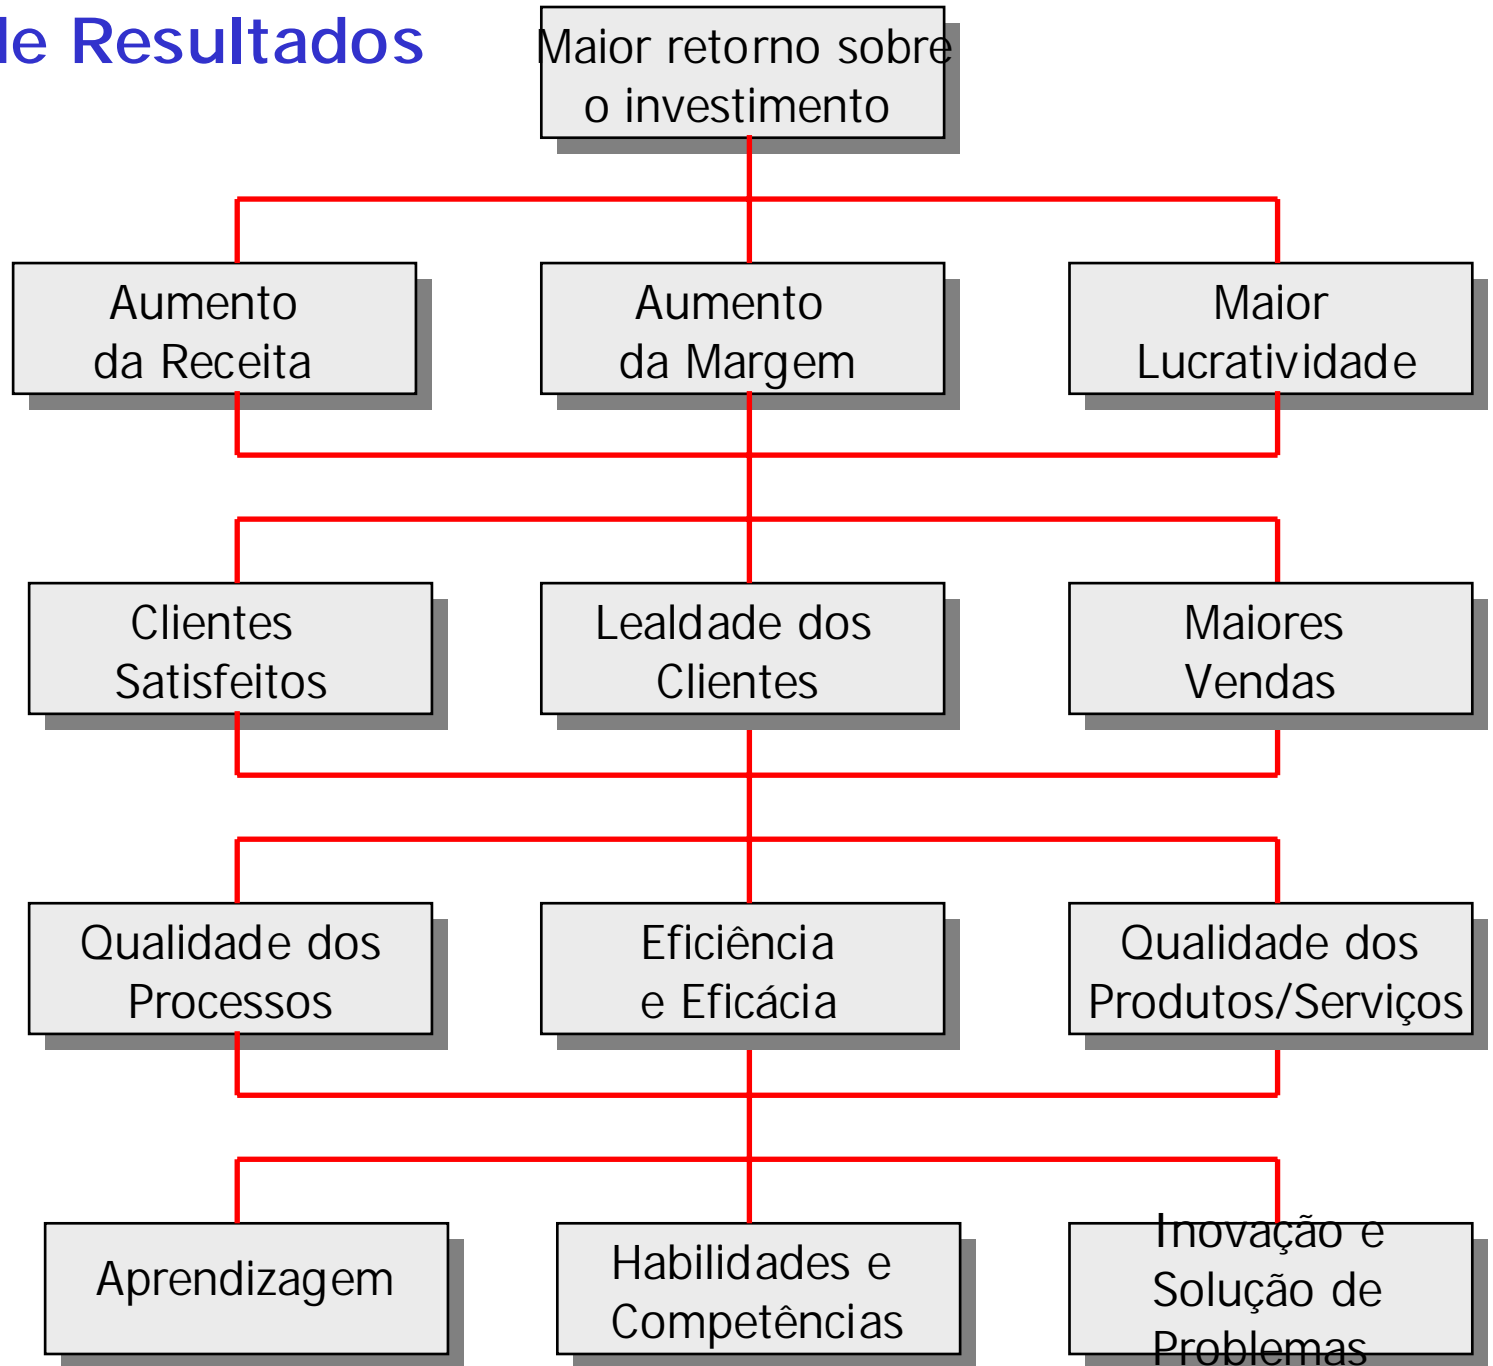 de Resultados
Maior retorno sobre
o investimento
Aumento
da Receita
Aumento
da Margem
Maior
Lucratividade
Clientes
Satisfeitos
Lealdade dos
Clientes
Maiores
Vendas
Qualidade dos
Processos
Eficiência
e Eficácia
Qualidade dos
Produtos/Serviços
Aprendizagem
Habilidades e
Competências
Inovação e
Solução de
Problemas